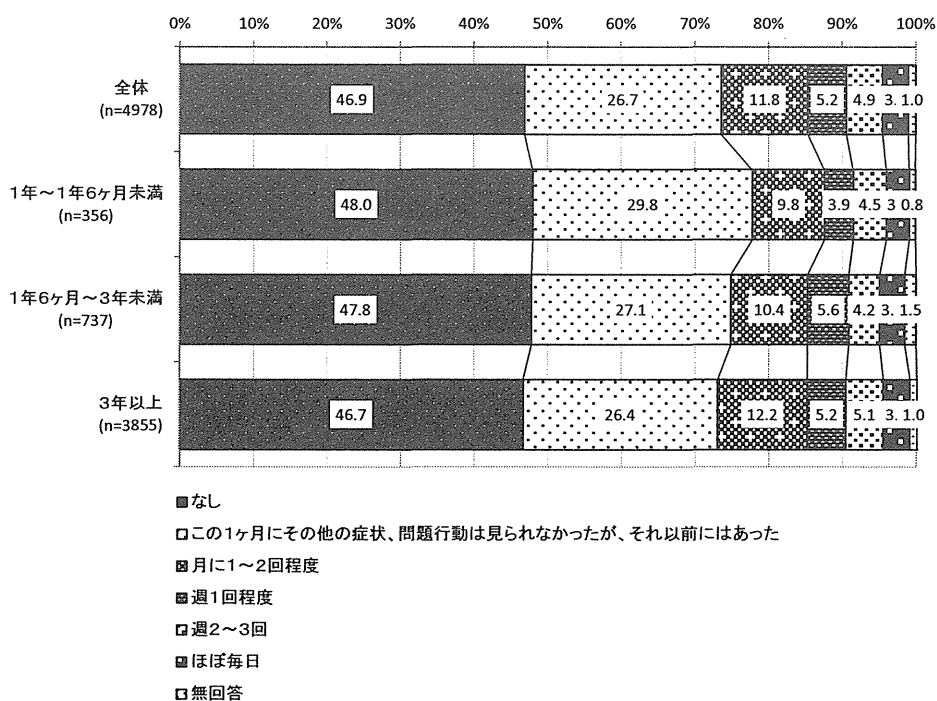 0% 10% 20% 30% 40% 50% 60% 70% 80% 90% 100%
全体
(n=4978)
46.9 26.7 11.8 5.2 4.9 3. 1.0
1年~1年6ヶ月未満
(n=356)
48.0 29.8 9.8 3.9 4.5 3 0.8
1年6ヶ月~3年未満
(n=737)
47.8 27.1 10.4 5.6 4.2 3. 1.5
3年以上
(n=3855)
46.7 26.4 12.2 5.2 5.1 3. 1.0
なし
この1ヶ月にその他の症状、問題行動は見られなかったが、それ以前にはあった
月に1~2回程度
週1回程度
週2~3回
ほぼ毎日
無回答